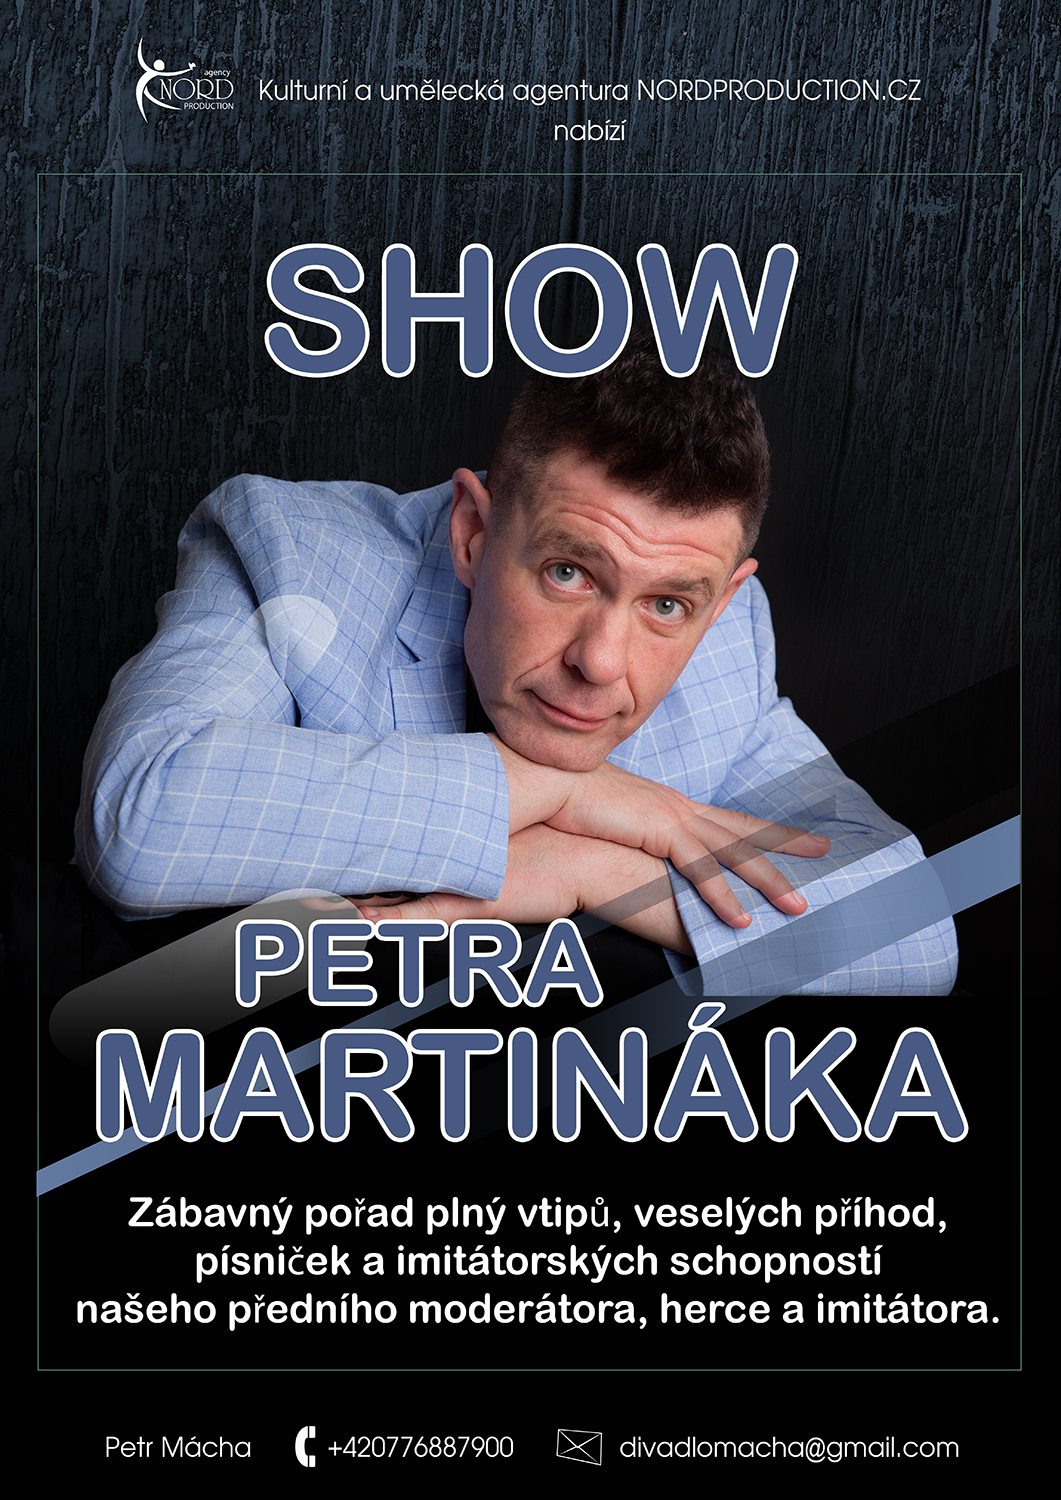 agency
NORD
PRODUCTION
Kulturní a umělecká agentura NORDPRODUCTION.CZ
nabízí
SHOW
PETRA
MARTINÁKA
Zábavný pořad plný vtipů, veselých příhod,
písniček a imitátorských schopností
našeho předního moderátora, herce a imitátora.
Petr Mácha +420776887900 divadlomacha@gmail.com